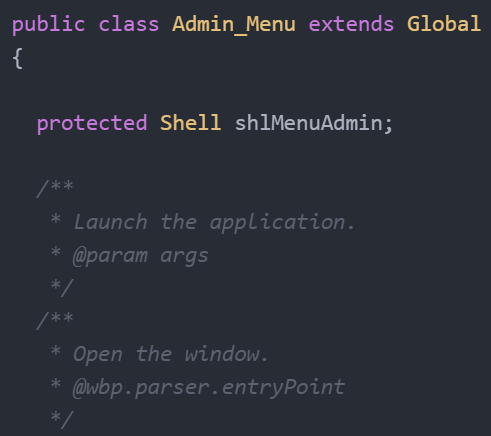 public class Admin_Menu extends Global
{
protected Shell shlMenuAdmin;
/**
* Launch the application.
* @param args
*/
/**
* Open the window.
* @wbp.parser.entryPoint
*/